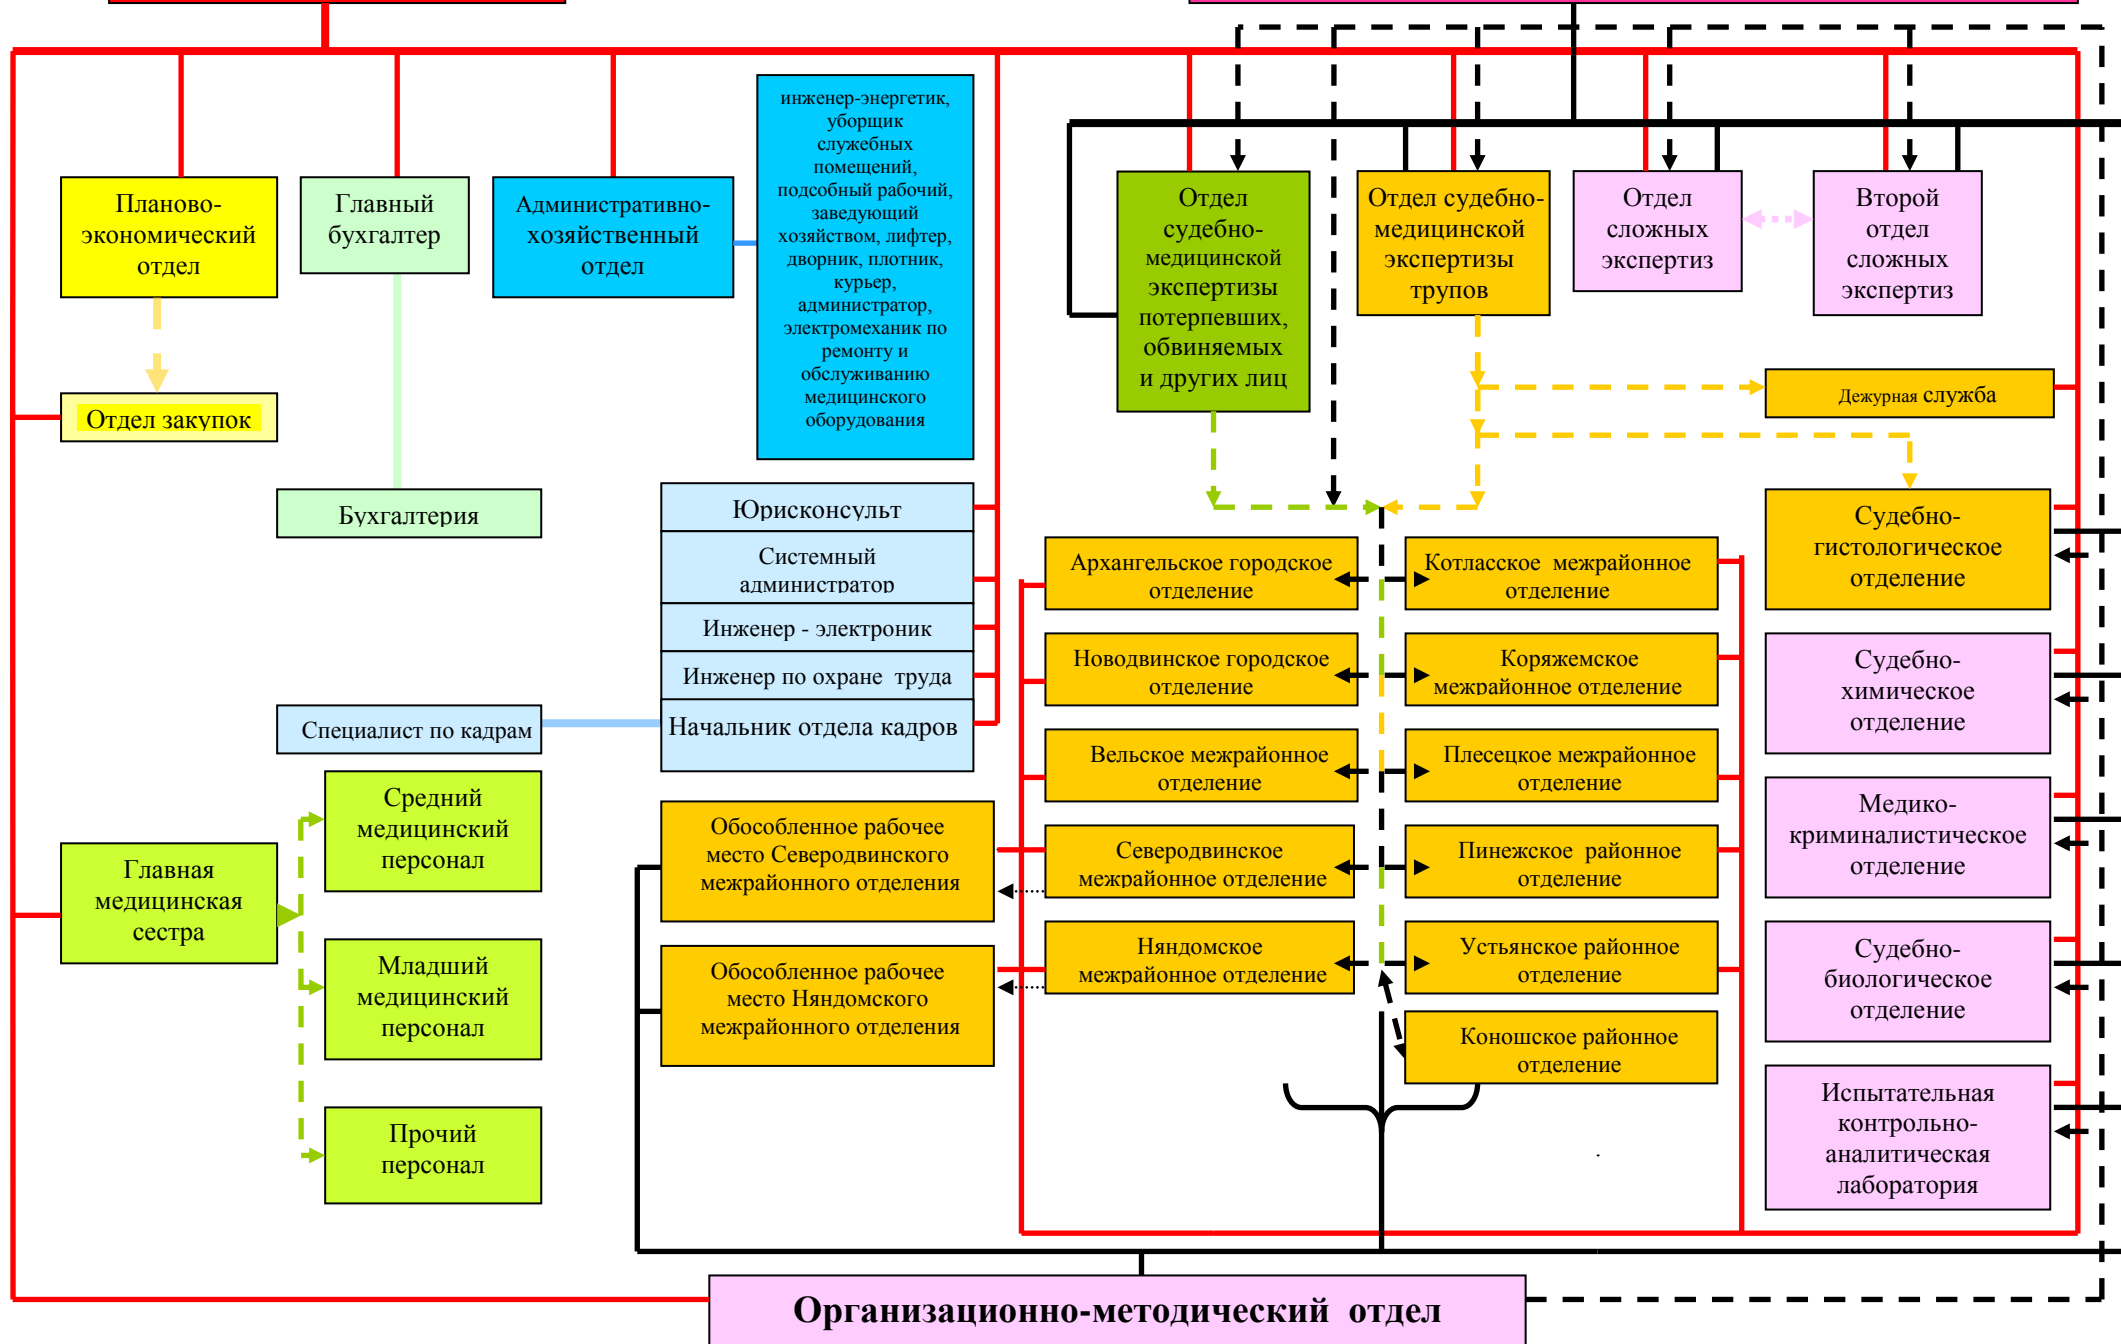 инженер-энергетик,
уборщик
служебных
помещений,
подсобный рабочий,
заведующий
хозяйством, лифтер,
дворник, плотник,
курьер,
администратор,
электромеханик по
ремонту и
обслуживанию
медицинского
оборудования
Планово-
экономический
отдел
Главный
бухгалтер
Административно-
хозяйственный
отдел
Отдел
судебно-
медицинской
экспертизы
потерпевших,
обвиняемых
и других лиц
Отдел судебно-
медицинской
экспертизы
трупов
Отдел
сложных
экспертиз
Второй
отдел
сложных
экспертиз
Отдел закупок
Дежурная служба
Бухгалтерия
Юрисконсульт
Системный
администратор
Инженер - электроник
Инженер по охране труда
Начальник отдела кадров
Специалист по кадрам
Судебно-
гистологическое
отделение
Архангельское городское
отделение
Котласское межрайонное
отделение
Новодвинское городское
отделение
Коряжемское
межрайонное отделение
Судебно-
химическое
отделение
Вельское межрайонное
отделение
Плесецкое межрайонное
отделение
Средний
медицинский
персонал
Обособленное рабочее
место Северодвинского
межрайонного отделения
Северодвинское
межрайонное отделение
Пинежское районное
отделение
Медико-
криминалистическое
отделение
Главная
медицинская
сестра
Младший
медицинский
персонал
Обособленное рабочее
место Няндомского
межрайонного отделения
Няндомское
межрайонное отделение
Устьянское районное
отделение
Судебно-
биологическое
отделение
Коношское районное
отделение
Прочий
персонал
Испытательная
контрольно-
аналитическая
лаборатория
Организационно-методический отдел